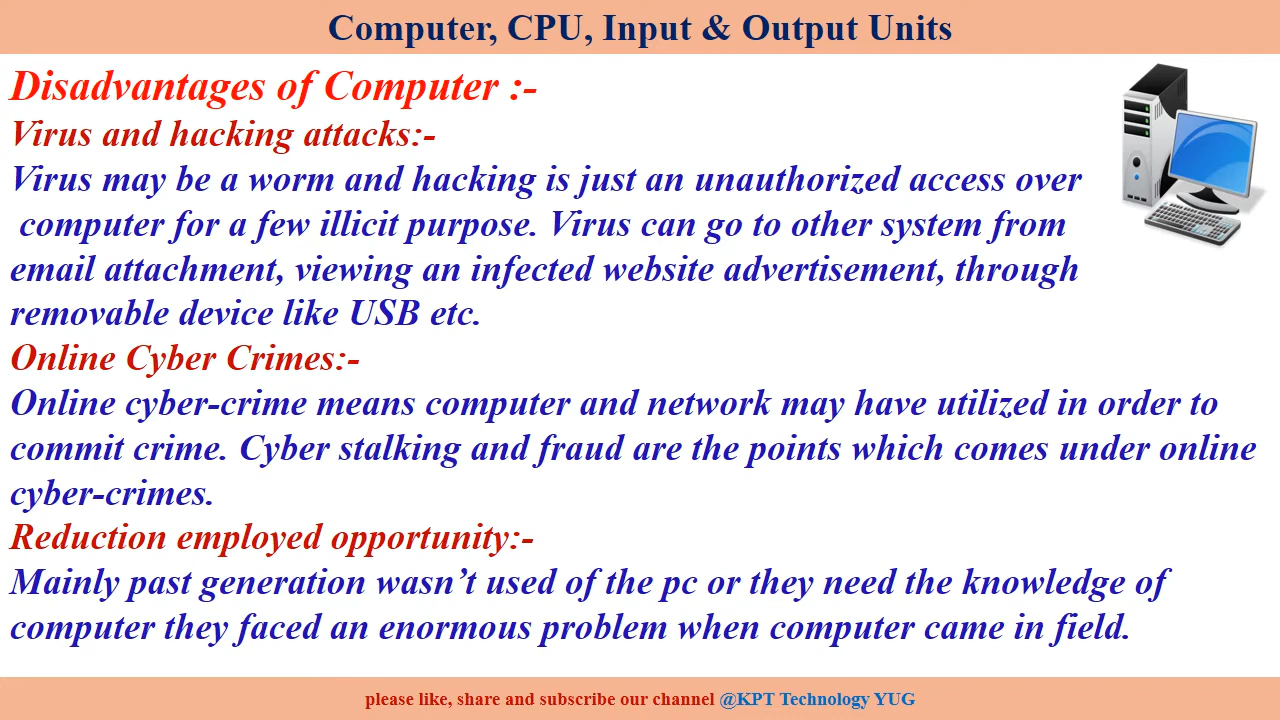 Computer, CPU, Input & Output Units
Disadvantages of Computer :-
Virus and hacking attacks:-
Virus may be a worm and hacking is just an unauthorized access over
computer for a few illicit purpose. Virus can go to other system from
email attachment, viewing an infected website advertisement, through
removable device like USB etc.
Online Cyber Crimes:-
Online cyber-crime means computer and network may have utilized in order to
commit crime. Cyber stalking and fraud are the points which comes under online
cyber-crimes.
Reduction employed opportunity:-
Mainly past generation wasn’t used of the pc or they need the knowledge of
computer they faced an enormous problem when computer came in field.
please like, share and subscribe our channel @KPT Technology YUG